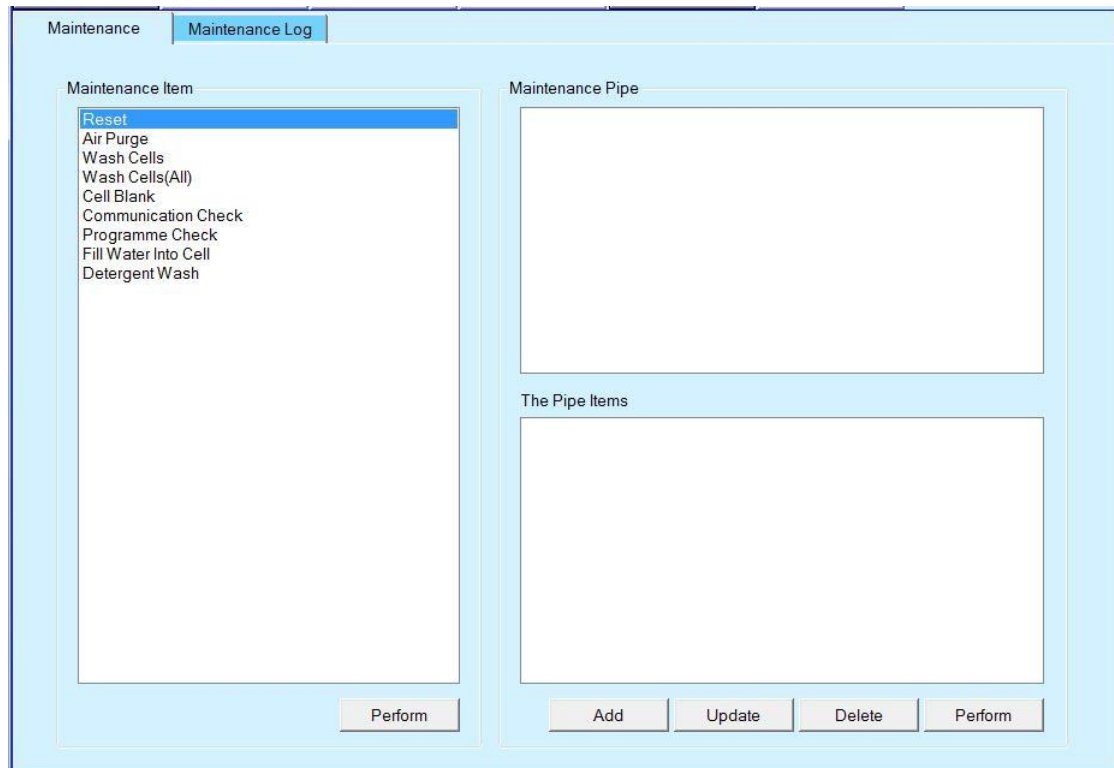 Maintenance
Maintenance Log
Maintenance Item
Reset
Air Purge
Wash Cells
Wash Cells(All)
Cell Blank
Communication Check
Programme Check
Fill Water Into Cell
Detergent Wash
Perform
Maintenance Pipe
The Pipe Items
Add
Update
Delete
Perform